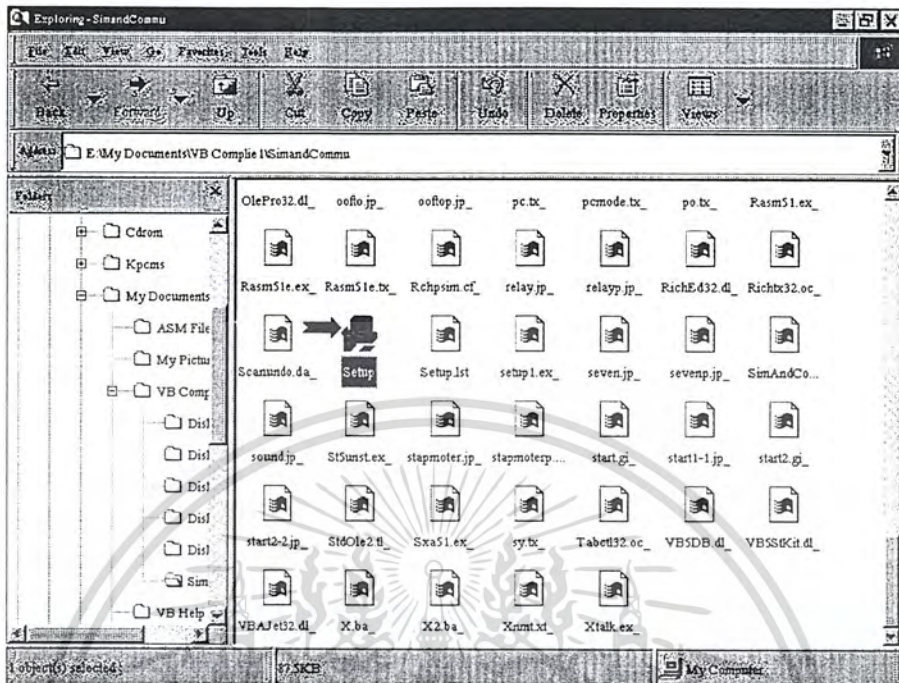 Exploring - SimandCommu
File Edit View Go Favorites Tools Help
Back Forward Up Cut Copy Paste Undo Delete Properties Views
Address E:\My Documents\VB Complie 1\SimandCommu
Folders
Cdrom
Kpcms
My Documents
ASM File
My Pictu
VB Comp
Disl
Disl
Disl
Disl
Disl
Sim
VB Help
OlePro32.dl_ ooflo.jp_ ooflop.jp_ pc.tx_ pcmode.tx_ po.tx_ Rasm51.ex_
Rasm51e.ex_ Rasm51e.tx_ Rchpsim.cf_ relay.jp_ relayp.jp_ RichEd32.dl_ Richtx32.oc_
Scanundo.da_ Setup Setup.lst setup1.ex_ seven.jp_ sevenp.jp_ SimAndCo...
sound.jp_ St5unst.ex_ stapmoter.jp_ stapmoterp.... start.gi_ start1-1.jp_ start2.gi_
start2-2.jp_ StdOle2.tl_ Sxa51.ex_ sy.tx_ Tabctl32.oc_ VB5DB.dl_ VB5StKit.dl_
VBAJet32.dl_ X.ba_ X2.ba_ Xnmt.xt_ Xtalk.ex_
1 object(s) selected 87.5KB My Computer